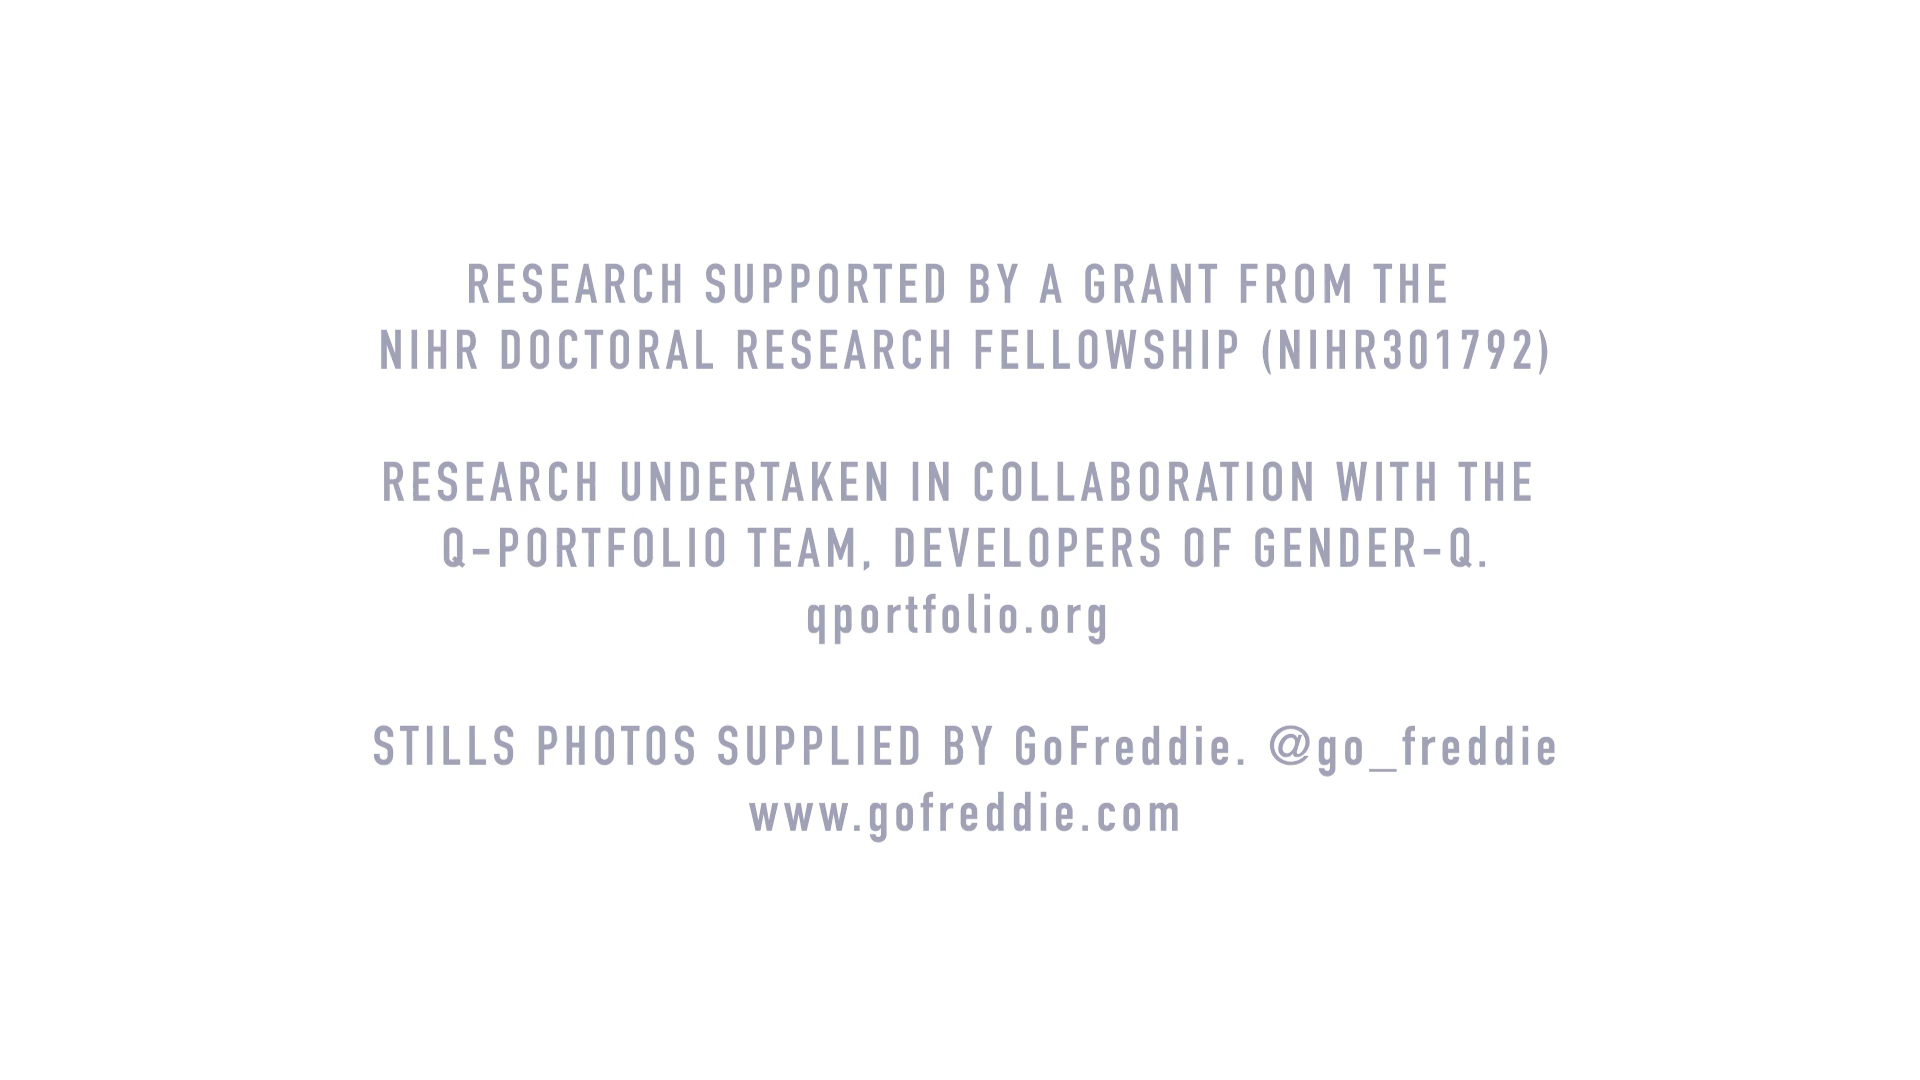 RESEARCH SUPPORTED BY A GRANT FROM THE
NIHR DOCTORAL RESEARCH FELLOWSHIP (NIHR301792)
RESEARCH UNDERTAKEN IN COLLABORATION WITH THE
Q-PORTFOLIO TEAM, DEVELOPERS OF GENDER-Q.
qportfolio.org
STILLS PHOTOS SUPPLIED BY GoFreddie. @go_freddie
www.gofreddie.com